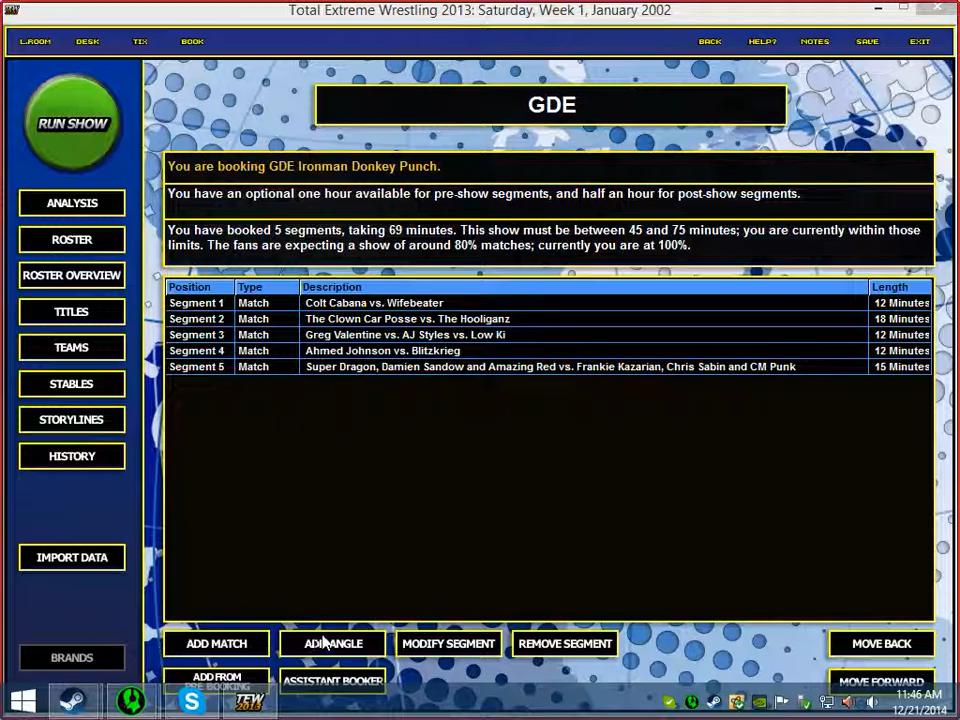 Total Extreme Wrestling 2013: Saturday, Week 1, January 2002
L.ROOM DESK TIX BOOK BACK HELP? NOTES SAVE EXIT
GDE
RUN SHOW
You are booking GDE Ironman Donkey Punch.
You have an optional one hour available for pre-show segments, and half an hour for post-show segments.
You have booked 5 segments, taking 69 minutes. This show must be between 45 and 75 minutes; you are currently within those
limits. The fans are expecting a show of around 80% matches; currently you are at 100%.
ANALYSIS
ROSTER
ROSTER OVERVIEW
TITLES
TEAMS
STABLES
STORYLINES
HISTORY
IMPORT DATA
BRANDS
Position Type Description Length
Segment 1 Match Colt Cabana vs. Wifebeater 12 Minutes
Segment 2 Match The Clown Car Posse vs. The Hooliganz 18 Minutes
Segment 3 Match Greg Valentine vs. AJ Styles vs. Low Ki 12 Minutes
Segment 4 Match Ahmed Johnson vs. Blitzkrieg 12 Minutes
Segment 5 Match Super Dragon, Damien Sandow and Amazing Red vs. Frankie Kazarian, Chris Sabin and CM Punk 15 Minutes
ADD MATCH ADD ANGLE MODIFY SEGMENT REMOVE SEGMENT MOVE BACK
ADD FROM
PRE BOOKING
ASSISTANT BOOKER MOVE FORWARD
TEW
2013
11:46 AM
12/21/2014